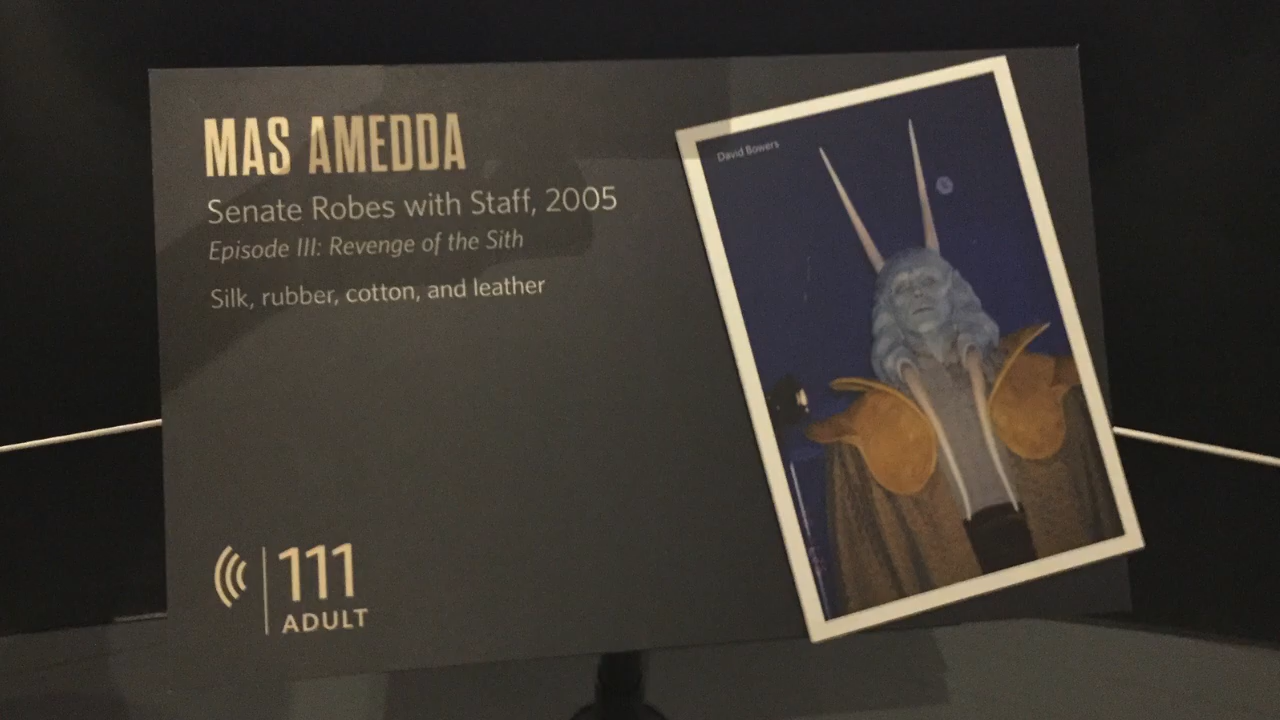 MAS AMEDDA
Senate Robes with Staff, 2005
Episode III: Revenge of the Sith
Silk, rubber, cotton, and leather
David Bowers
111
ADULT